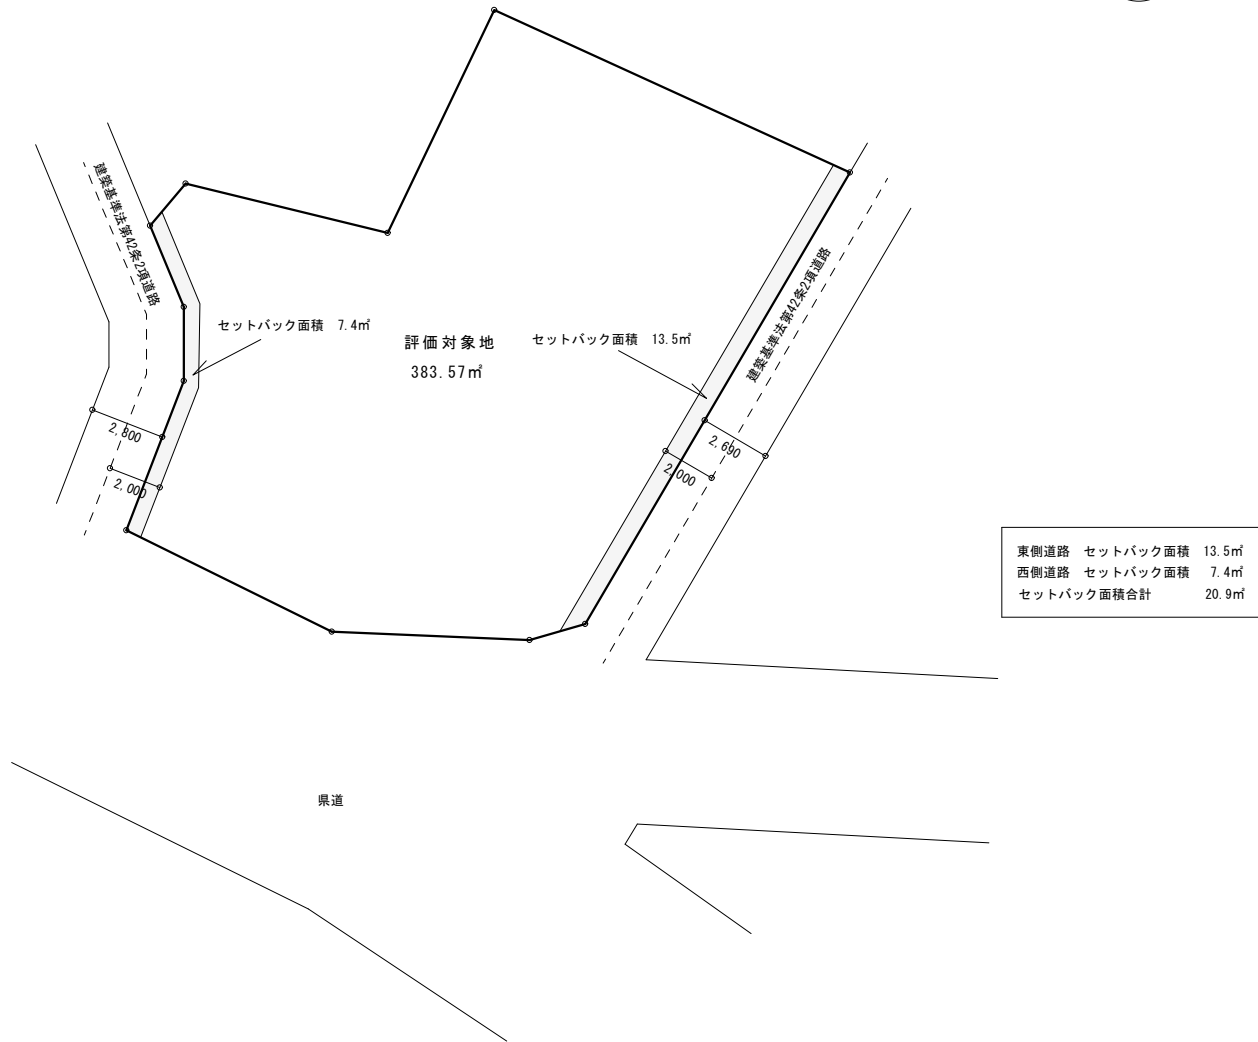 建築基準法第42条2項道路
セットバック面積 7.4㎡
評価対象地
383.57㎡
セットバック面積 13.5㎡
建築基準法第42条2項道路
2,800
2,000
2,690
2,000
東側道路 セットバック面積 13.5㎡
西側道路 セットバック面積 7.4㎡
セットバック面積合計 20.9㎡
県道